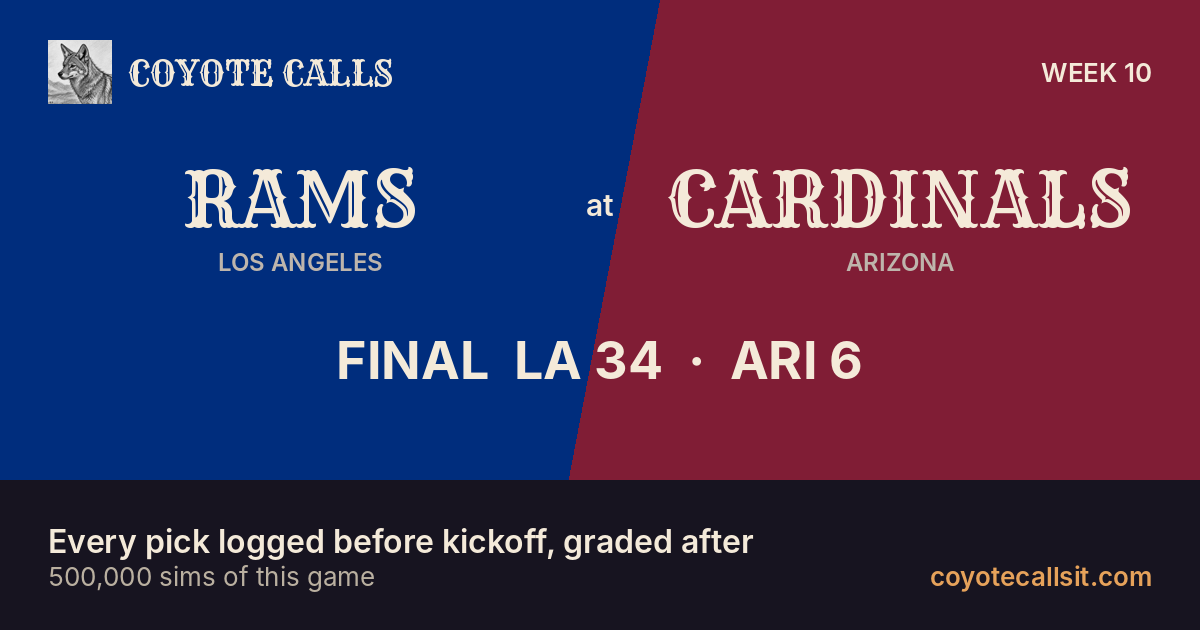 COYOTE CALLS
WEEK 10
RAMS at CARDINALS
LOS ANGELES
ARIZONA
FINAL LA 34 · ARI 6
Every pick logged before kickoff, graded after
500,000 sims of this game
coyotecallsit.com